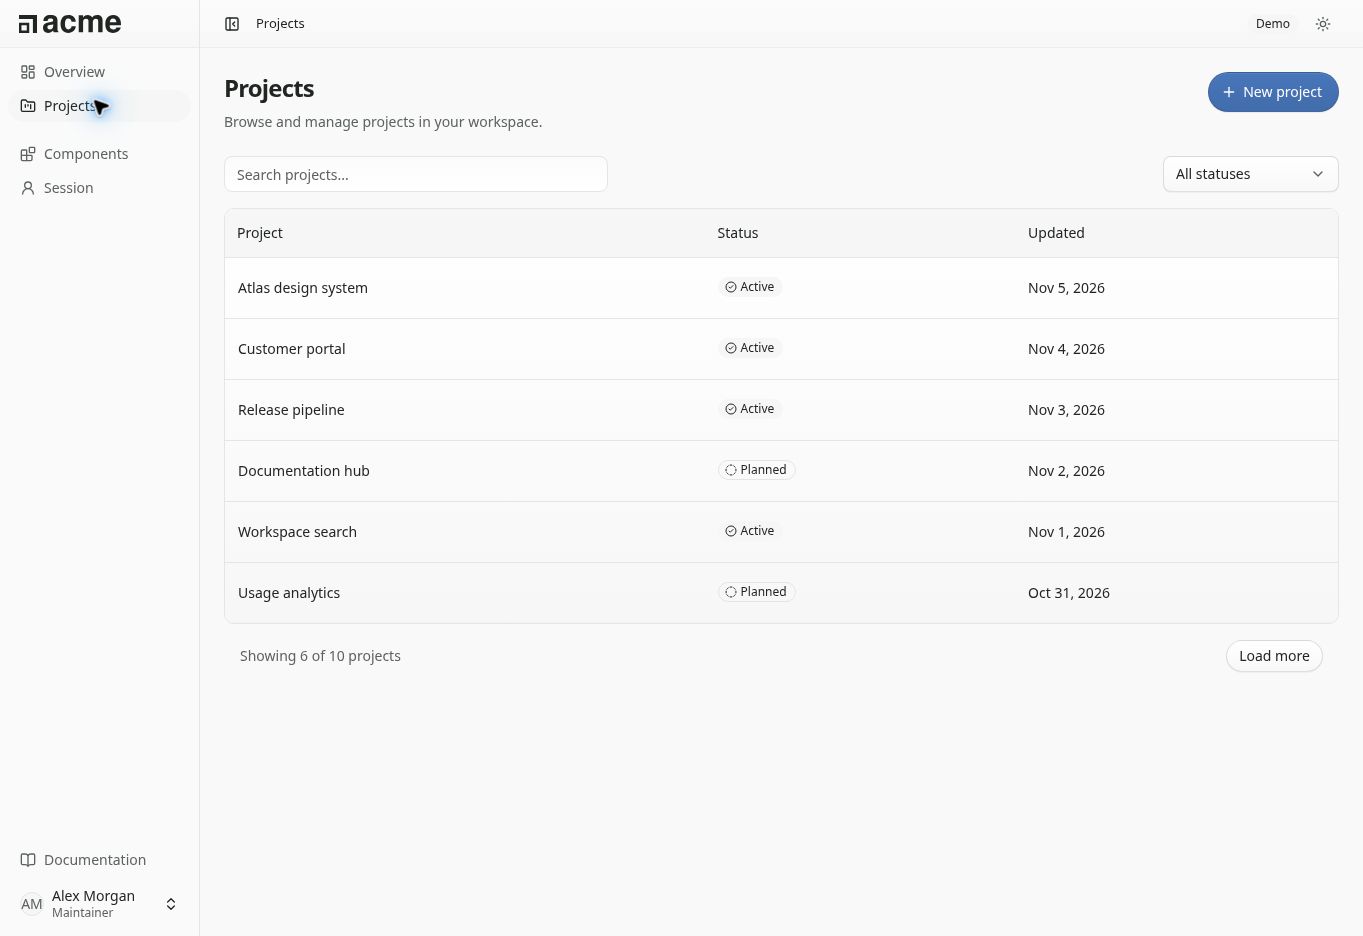 acme
Projects
Demo
Overview
Projects
Components
Session
Projects
New project
Browse and manage projects in your workspace.
Search projects...
All statuses
Project Status Updated
Atlas design system Active Nov 5, 2026
Customer portal Active Nov 4, 2026
Release pipeline Active Nov 3, 2026
Documentation hub Planned Nov 2, 2026
Workspace search Active Nov 1, 2026
Usage analytics Planned Oct 31, 2026
Showing 6 of 10 projects
Load more
Documentation
AM
Alex Morgan
Maintainer